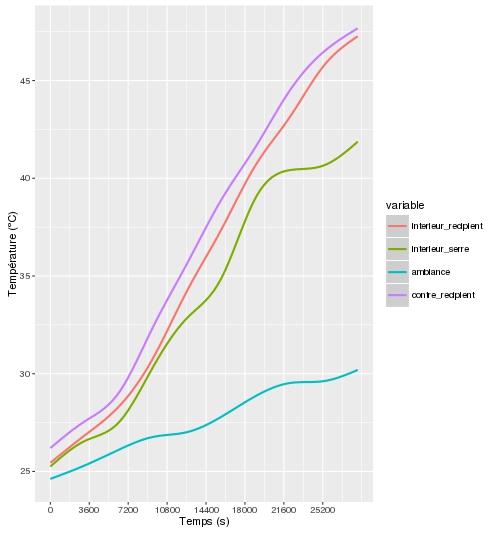 45
40
35
30
25
Température (°C)
0 3600 7200 10800 14400 18000 21600 25200
Temps (s)
variable
interieur_recipient
interieur_serre
ambiance
contre_recipient